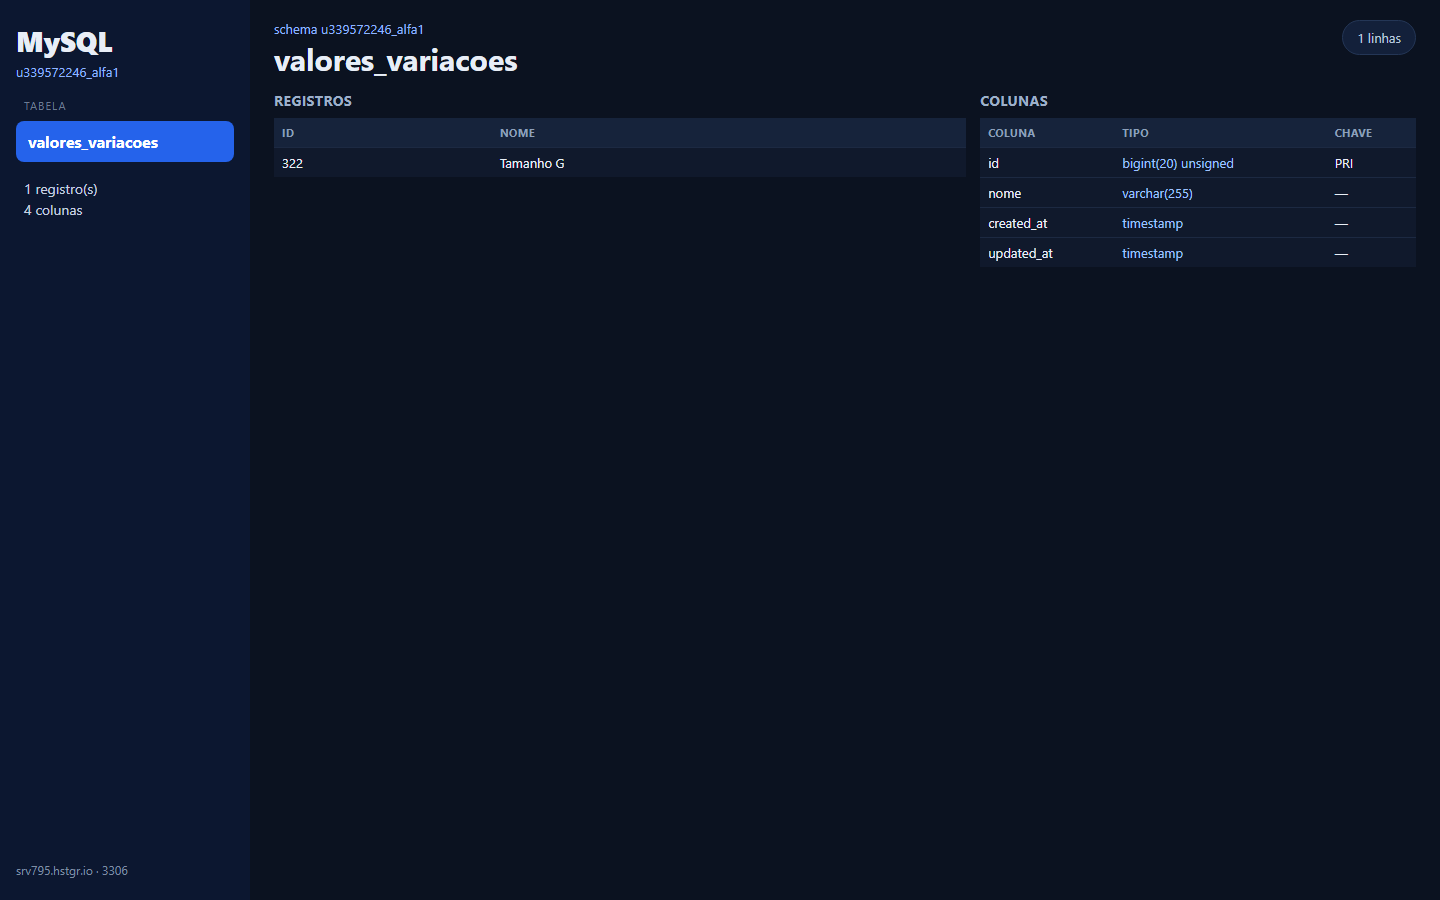 MySQL
u339572246_alfa1
TABELA
valores_variacoes
1 registro(s)
4 colunas
srv795.hstgr.io · 3306
schema u339572246_alfa1
valores_variacoes
1 linhas
REGISTROS
ID NOME
322 Tamanho G
COLUNAS
COLUNA TIPO CHAVE
id bigint(20) unsigned PRI
nome varchar(255) —
created_at timestamp —
updated_at timestamp —